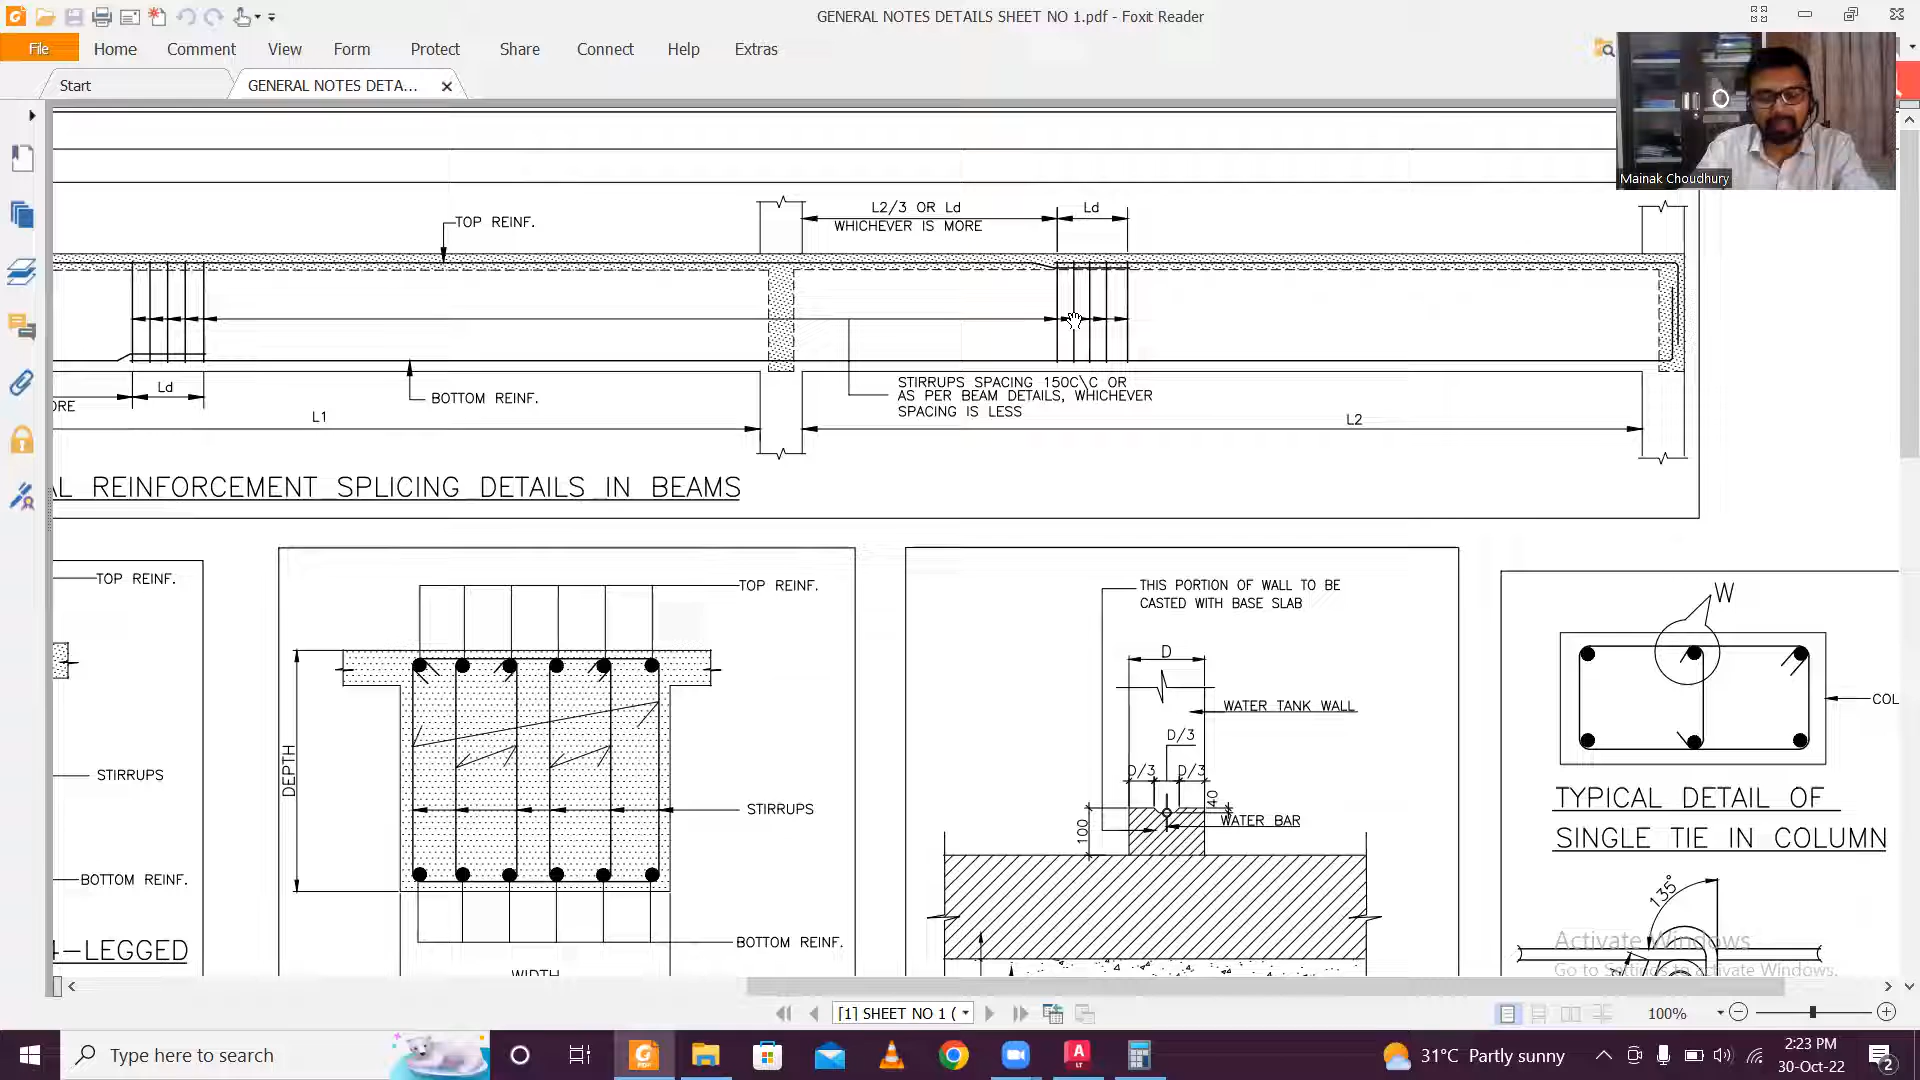 GENERAL NOTES DETAILS SHEET NO 1.pdf - Foxit Reader
File Home Comment View Form Protect Share Connect Help Extras
Start
GENERAL NOTES DETA...
Mainak Choudhury
L2/3 OR Ld
WHICHEVER IS MORE
Ld
TOP REINF.
Ld
ORE
BOTTOM REINF.
STIRRUPS SPACING 150C\C OR
AS PER BEAM DETAILS, WHICHEVER
SPACING IS LESS
L1
L2
AL REINFORCEMENT SPLICING DETAILS IN BEAMS
TOP REINF.
STIRRUPS
BOTTOM REINF.
4-LEGGED
TOP REINF.
DEPTH
STIRRUPS
BOTTOM REINF.
WIDTH
THIS PORTION OF WALL TO BE
CASTED WITH BASE SLAB
D
WATER TANK WALL
D/3
D/3
D/3
40
100
WATER BAR
W
COL
TYPICAL DETAIL OF
SINGLE TIE IN COLUMN
135°
Activate Windows
Go to Settings to activate Windows.
[1] SHEET NO 1 (
100%
Type here to search
31°C Partly sunny
2:23 PM
30-Oct-22
2